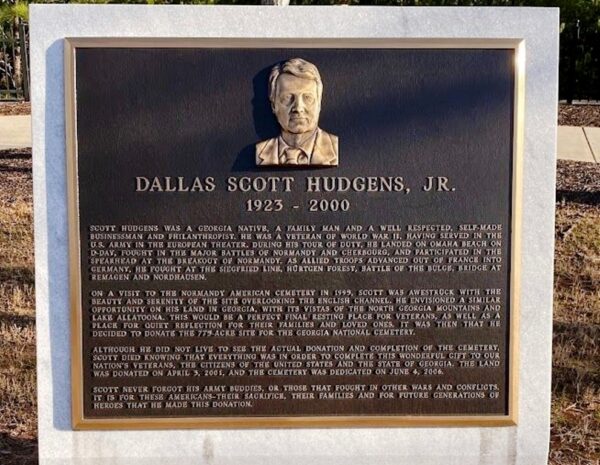 DALLAS SCOTT HUDGENS, JR.
1923 - 2000
SCOTT HUDGENS WAS A GEORGIA NATIVE, A FAMILY MAN AND A WELL RESPECTED, SELF-MADE
BUSINESSMAN AND PHILANTHROPIST. HE WAS A VETERAN OF WORLD WAR II, HAVING SERVED IN THE
U.S. ARMY IN THE EUROPEAN THEATER. DURING HIS TOUR OF DUTY, HE LANDED ON OMAHA BEACH ON
D-DAY, FOUGHT IN THE MAJOR BATTLES OF NORMANDY AND CHERBOURG, AND PARTICIPATED IN THE
SPEARHEAD AT THE BREAKOUT OF NORMANDY. AS ALLIED TROOPS ADVANCED OUT OF FRANCE INTO
GERMANY, HE FOUGHT AT THE SIEGFRIED LINE, HÜRTGEN FOREST, BATTLE OF THE BULGE, BRIDGE AT
REMAGEN AND NORDHAUSEN.
ON A VISIT TO THE NORMANDY AMERICAN CEMETERY IN 1999, SCOTT WAS AWESTRUCK WITH THE
BEAUTY AND SERENITY OF THE SITE OVERLOOKING THE ENGLISH CHANNEL. HE ENVISIONED A SIMILAR
OPPORTUNITY ON HIS LAND IN GEORGIA, WITH ITS VISTAS OF THE NORTH GEORGIA MOUNTAINS AND
LAKE ALLATOONA. THIS WOULD BE A PERFECT FINAL RESTING PLACE FOR VETERANS, AS WELL AS A
PLACE FOR QUIET REFLECTION FOR THEIR FAMILIES AND LOVED ONES. IT WAS THEN THAT HE
DECIDED TO DONATE THE 775-ACRE SITE FOR THE GEORGIA NATIONAL CEMETERY.
ALTHOUGH HE DID NOT LIVE TO SEE THE ACTUAL DONATION AND COMPLETION OF THE CEMETERY,
SCOTT DIED KNOWING THAT EVERYTHING WAS IN ORDER TO COMPLETE THIS WONDERFUL GIFT TO OUR
NATION'S VETERANS, THE CITIZENS OF THE UNITED STATES AND THE STATE OF GEORGIA. THE LAND
WAS DONATED ON APRIL 5, 2001, AND THE CEMETERY WAS DEDICATED ON JUNE 4, 2006.
SCOTT NEVER FORGOT HIS ARMY BUDDIES, OR THOSE THAT FOUGHT IN OTHER WARS AND CONFLICTS.
IT IS FOR THESE AMERICANS-THEIR SACRIFICE, THEIR FAMILIES AND FOR FUTURE GENERATIONS OF
HEROES THAT HE MADE THIS DONATION.